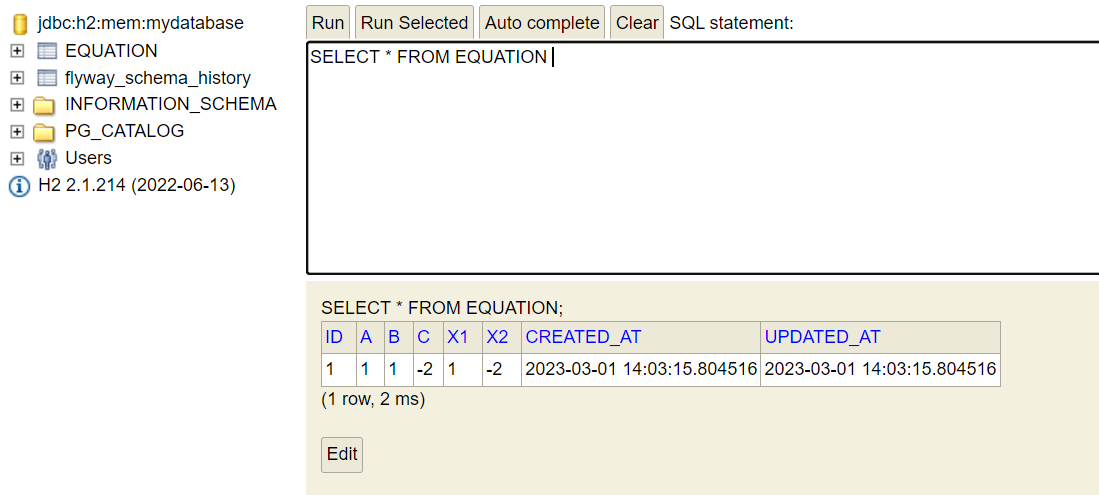 jdbc:h2:mem:mydatabase
EQUATION
flyway_schema_history
INFORMATION_SCHEMA
PG_CATALOG
Users
H2 2.1.214 (2022-06-13)
Run Run Selected Auto complete Clear SQL statement:
SELECT * FROM EQUATION
SELECT * FROM EQUATION;
ID A B C X1 X2 CREATED_AT UPDATED_AT
1 1 1 -2 1 -2 2023-03-01 14:03:15.804516 2023-03-01 14:03:15.804516
(1 row, 2 ms)
Edit